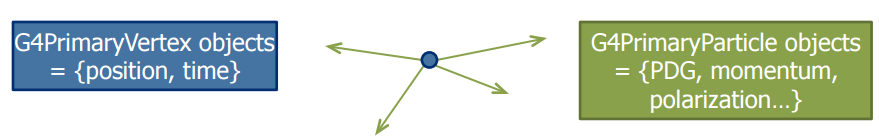 G4PrimaryVertex objects
= {position, time}
G4PrimaryParticle objects
= {PDG, momentum,
polarization…}